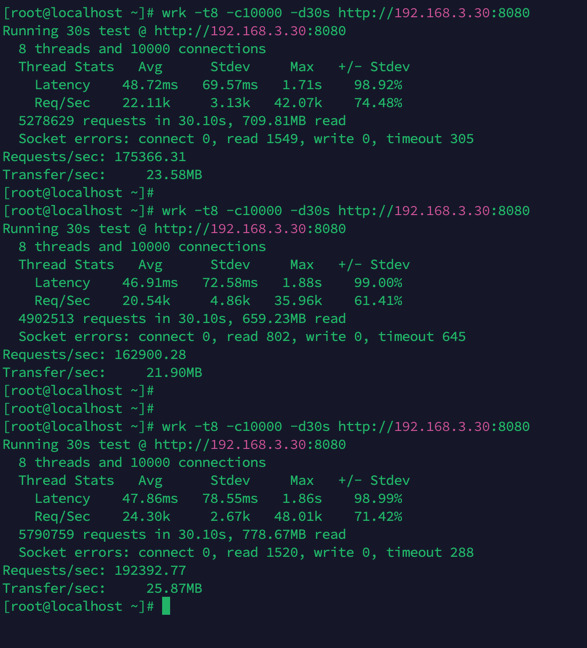 [root@localhost ~]# wrk -t8 -c10000 -d30s http://192.168.3.30:8080
Running 30s test @ http://192.168.3.30:8080
  8 threads and 10000 connections
  Thread Stats   Avg      Stdev     Max   +/- Stdev
    Latency    48.72ms   69.57ms   1.71s    98.92%
    Req/Sec    22.11k     3.13k   42.07k    74.48%
  5278629 requests in 30.10s, 709.81MB read
  Socket errors: connect 0, read 1549, write 0, timeout 305
Requests/sec: 175366.31
Transfer/sec:     23.58MB
[root@localhost ~]#
[root@localhost ~]# wrk -t8 -c10000 -d30s http://192.168.3.30:8080
Running 30s test @ http://192.168.3.30:8080
  8 threads and 10000 connections
  Thread Stats   Avg      Stdev     Max   +/- Stdev
    Latency    46.91ms   72.58ms   1.88s    99.00%
    Req/Sec    20.54k     4.86k   35.96k    61.41%
  4902513 requests in 30.10s, 659.23MB read
  Socket errors: connect 0, read 802, write 0, timeout 645
Requests/sec: 162900.28
Transfer/sec:     21.90MB
[root@localhost ~]#
[root@localhost ~]#
[root@localhost ~]# wrk -t8 -c10000 -d30s http://192.168.3.30:8080
Running 30s test @ http://192.168.3.30:8080
  8 threads and 10000 connections
  Thread Stats   Avg      Stdev     Max   +/- Stdev
    Latency    47.86ms   78.55ms   1.86s    98.99%
    Req/Sec    24.30k     2.67k   48.01k    71.42%
  5790759 requests in 30.10s, 778.67MB read
  Socket errors: connect 0, read 1520, write 0, timeout 288
Requests/sec: 192392.77
Transfer/sec:     25.87MB
[root@localhost ~]#